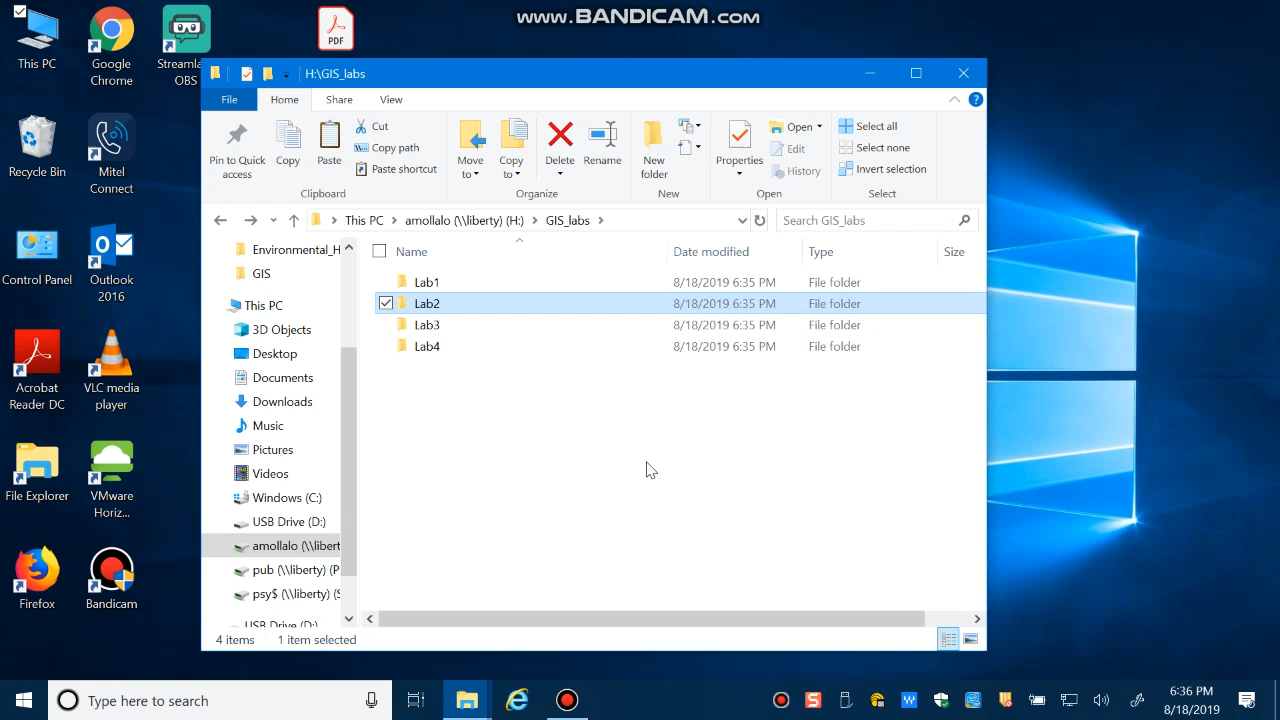 www.BANDICAM.com
This PC
Google Chrome
Streamla OBS
PDF
Recycle Bin
Mitel Connect
Control Panel
Outlook 2016
Acrobat Reader DC
VLC media player
File Explorer
VMware Horiz...
Firefox
Bandicam
H:\GIS_labs
File Home Share View
Pin to Quick access
Copy
Paste
Cut
Copy path
Paste shortcut
Clipboard
Move to
Copy to
Delete
Rename
Organize
New folder
New
Properties
Open
Edit
History
Open
Select all
Select none
Invert selection
Select
This PC > amollalo (\\liberty) (H:) > GIS_labs >
Search GIS_labs
Environmental_H
GIS
This PC
3D Objects
Desktop
Documents
Downloads
Music
Pictures
Videos
Windows (C:)
USB Drive (D:)
amollalo (\\libert
pub (\\liberty) (P
psy$ (\\liberty) (S
USB Drive (D:)
Name Date modified Type Size
Lab1 8/18/2019 6:35 PM File folder
Lab2 8/18/2019 6:35 PM File folder
Lab3 8/18/2019 6:35 PM File folder
Lab4 8/18/2019 6:35 PM File folder
4 items 1 item selected
Type here to search
6:36 PM
8/18/2019